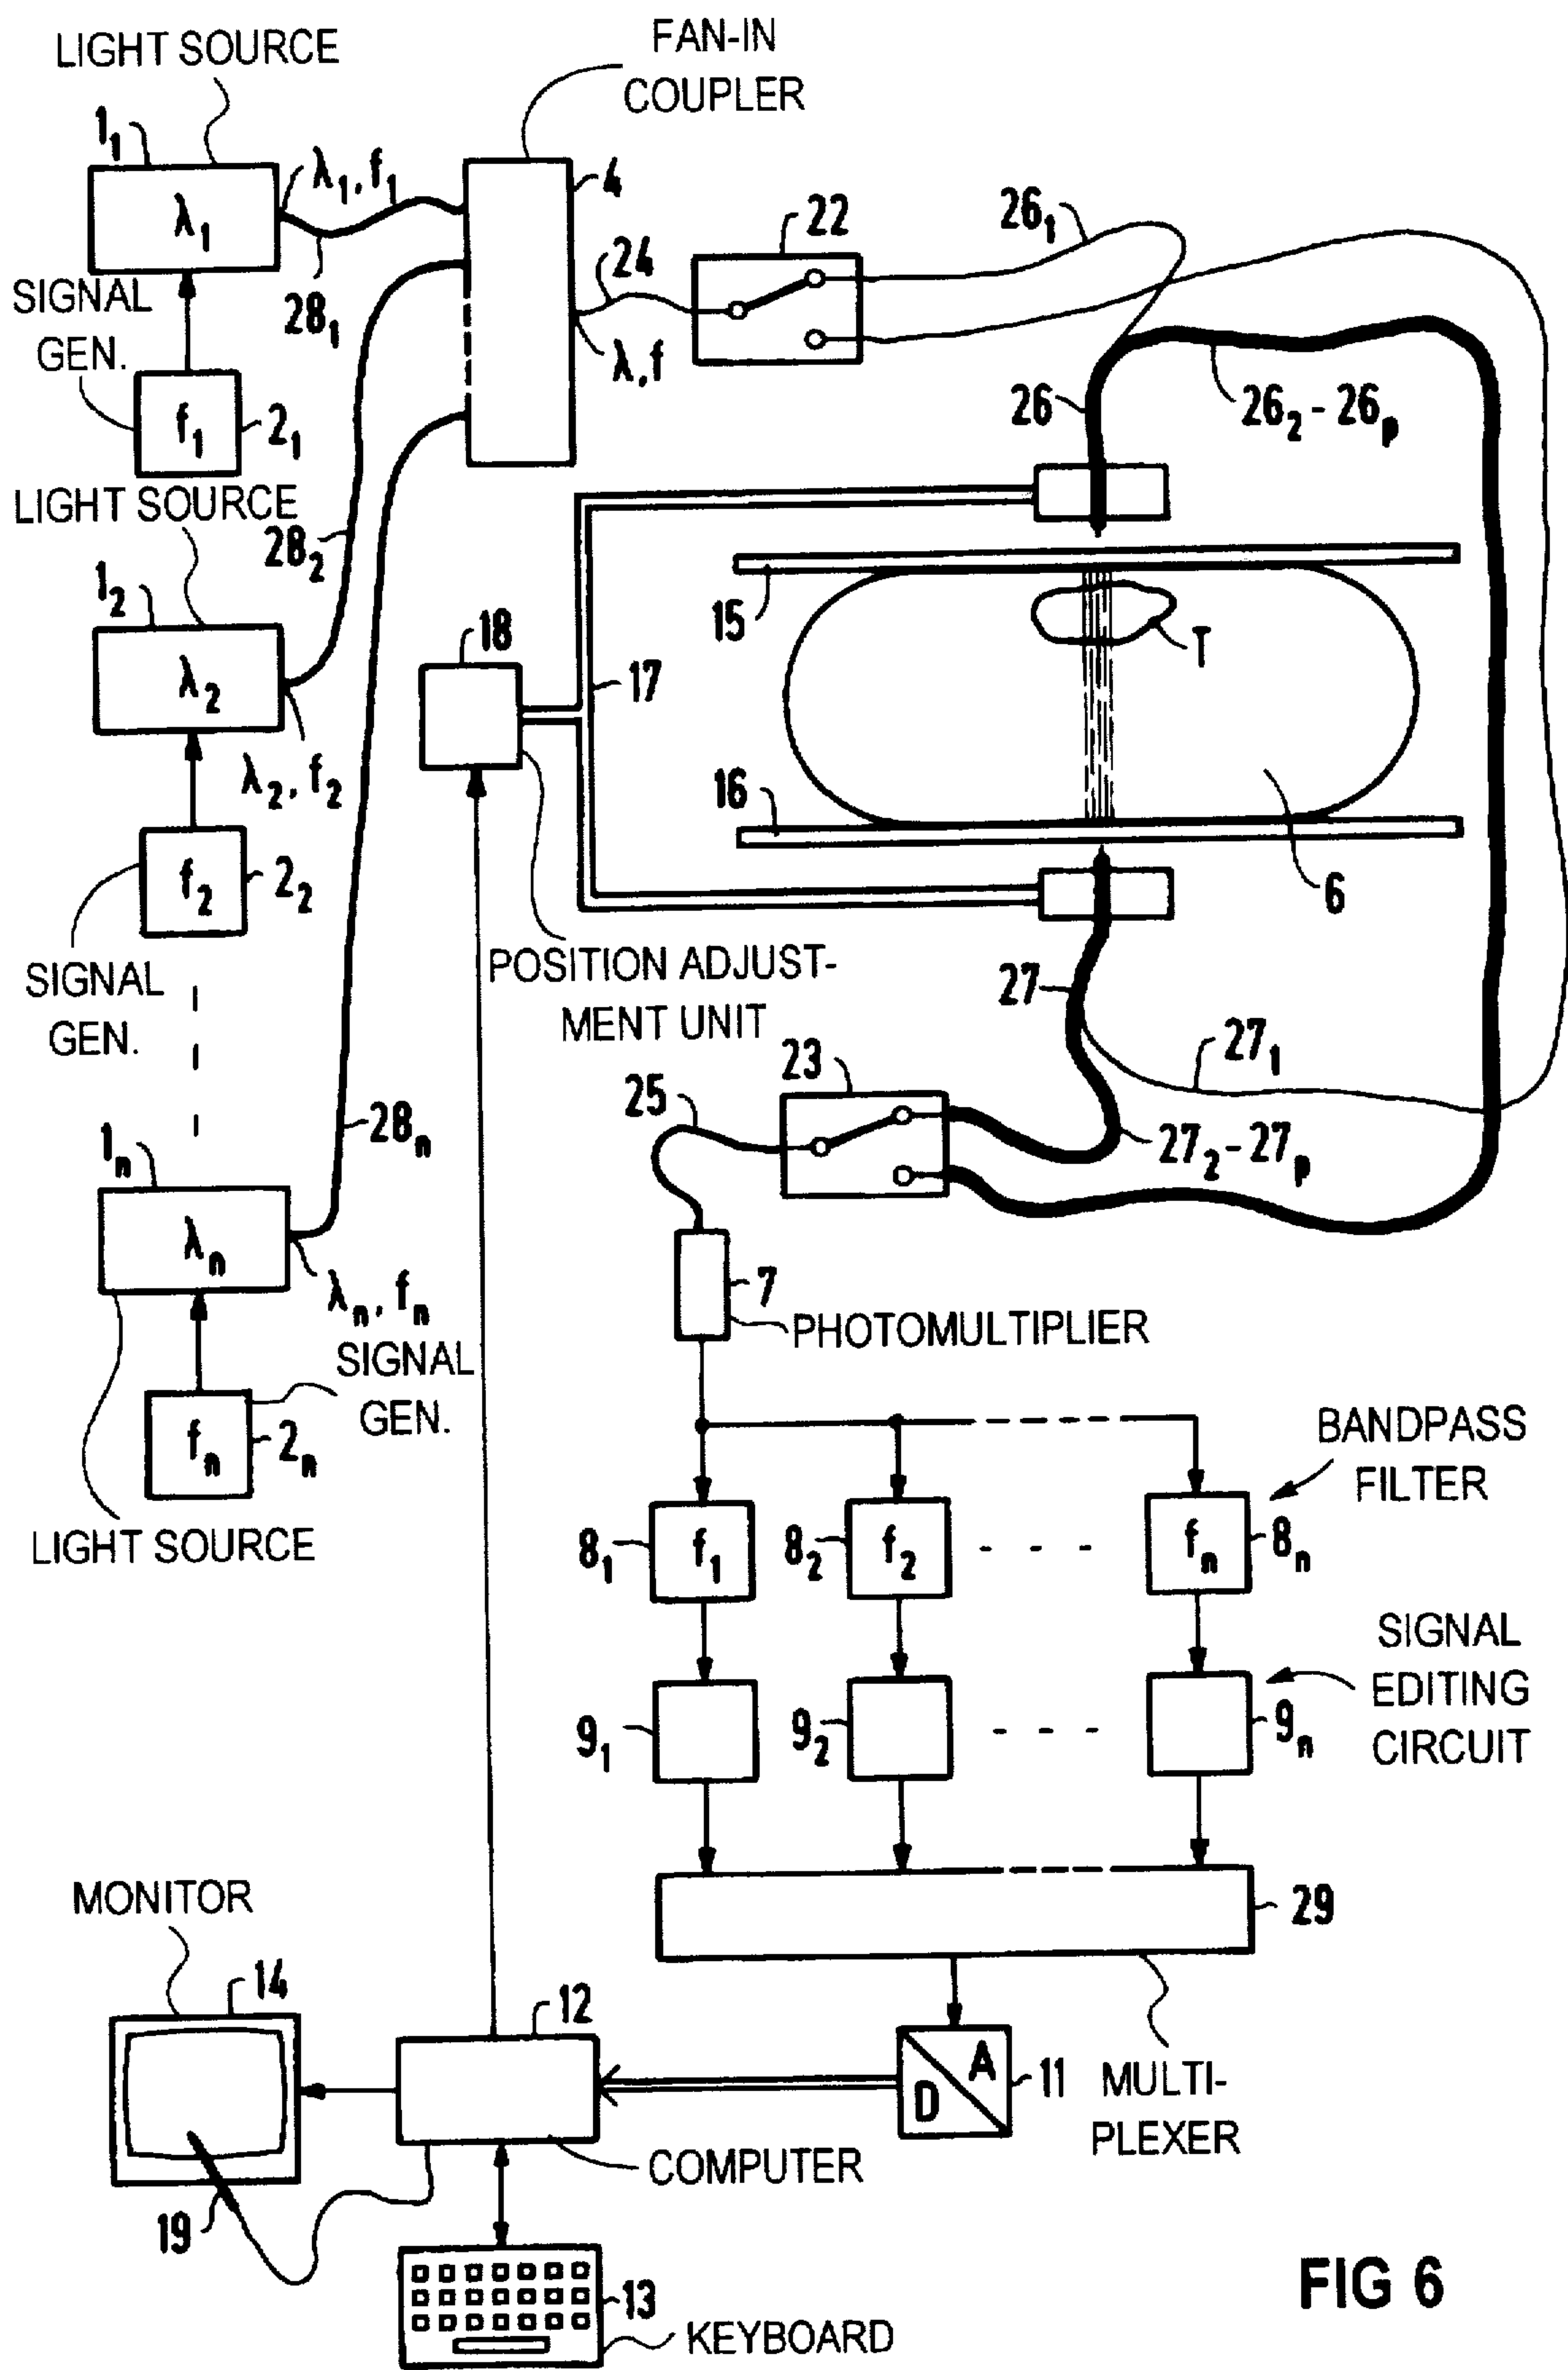 LIGHT SOURCE
FAN-IN
COUPLER
1₁
λ₁
λ₁, f₁
4
22
26₁
24
28₁
SIGNAL
GEN.
f₁
2₁
λ,f
26
26₂ - 26ₚ
LIGHT SOURCE
28₂
1₂
λ₂
λ₂, f₂
18
17
15
T
16
6
f₂
2₂
SIGNAL
GEN.
POSITION ADJUST-
MENT UNIT
27
27₁
23
25
27₂ - 27ₚ
28ₙ
1ₙ
λₙ
λₙ, fₙ
7
PHOTOMULTIPLIER
SIGNAL
GEN.
fₙ
2ₙ
LIGHT SOURCE
BANDPASS
FILTER
8₁
f₁
8₂
f₂
fₙ
8ₙ
SIGNAL
EDITING
CIRCUIT
9₁
9₂
9ₙ
29
MONITOR
14
12
A
D
11
MULTI-
PLEXER
COMPUTER
19
13
KEYBOARD
FIG 6